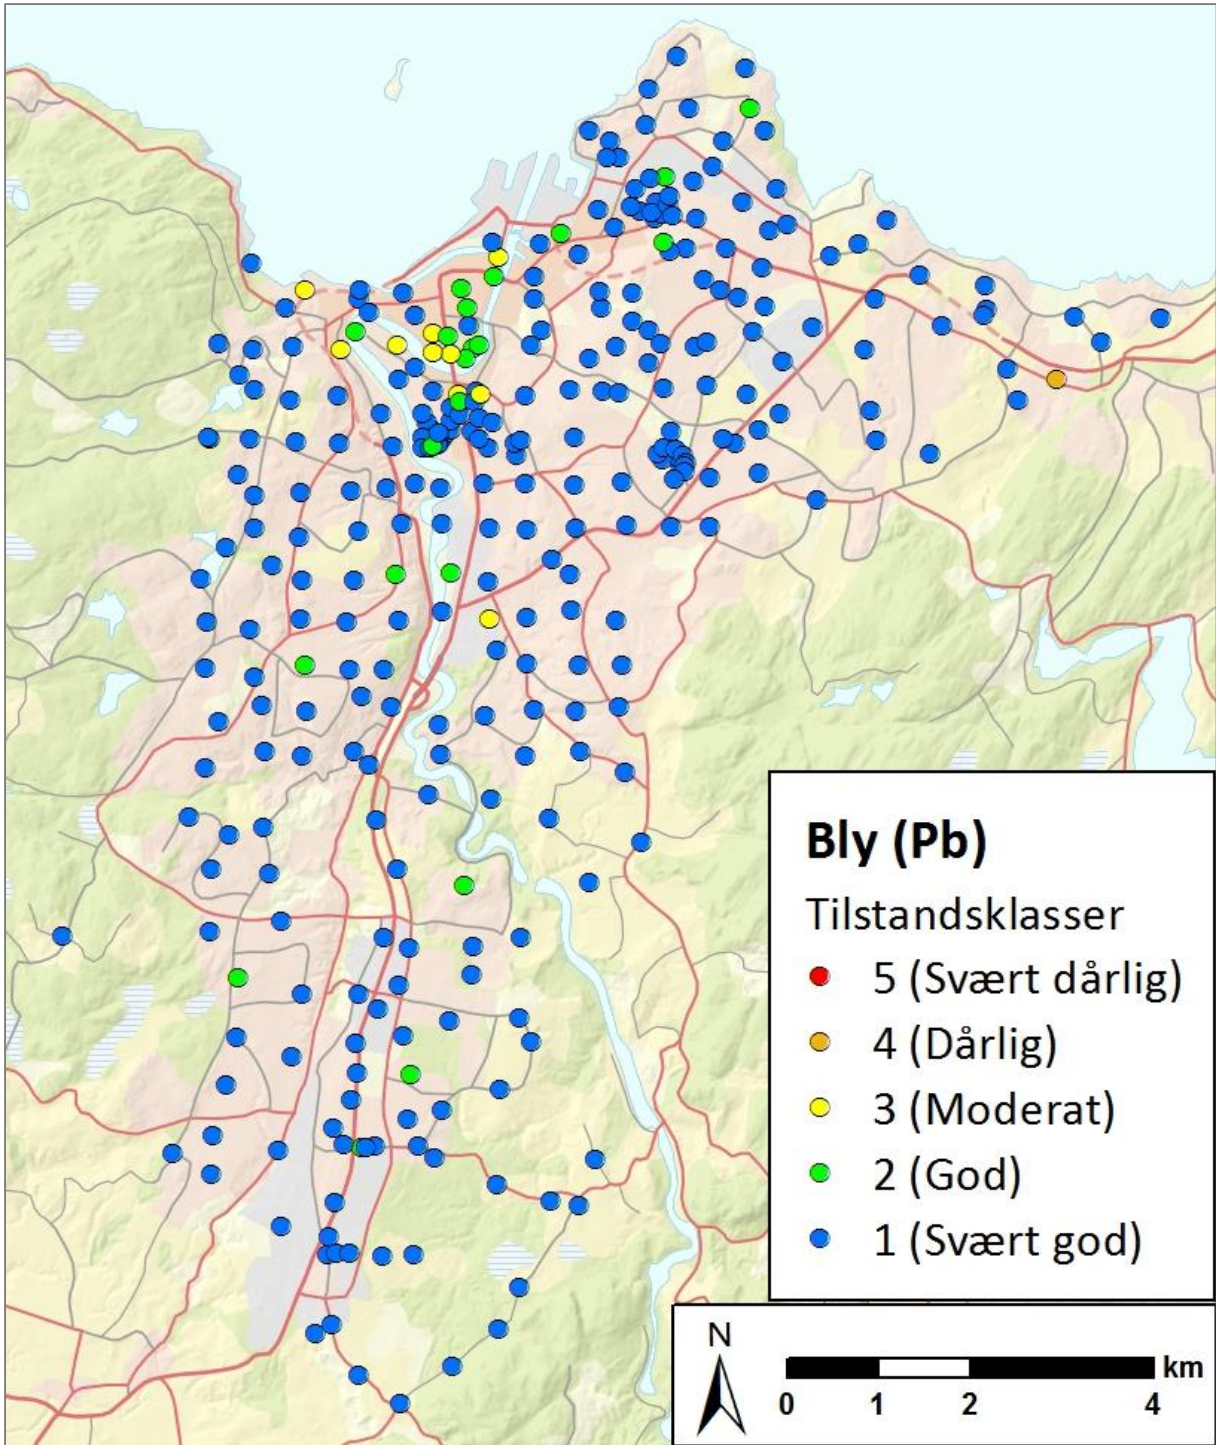 Bly (Pb)
Tilstandsklasser
5 (Svært dårlig)
4 (Dårlig)
3 (Moderat)
2 (God)
1 (Svært god)
N
km
0 1 2 4